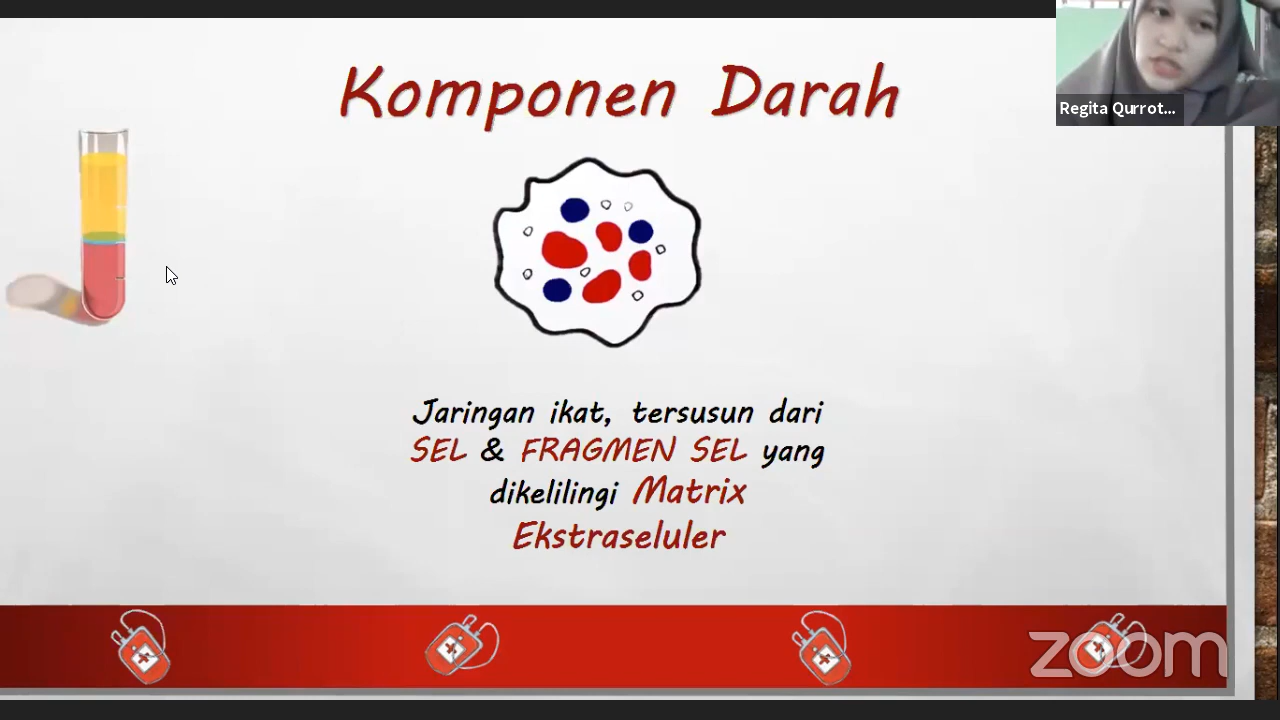 Komponen Darah
Regita Qurrot...
Jaringan ikat, tersusun dari
SEL & FRAGMEN SEL yang
dikelilingi Matrix
Ekstraseluler
zoom